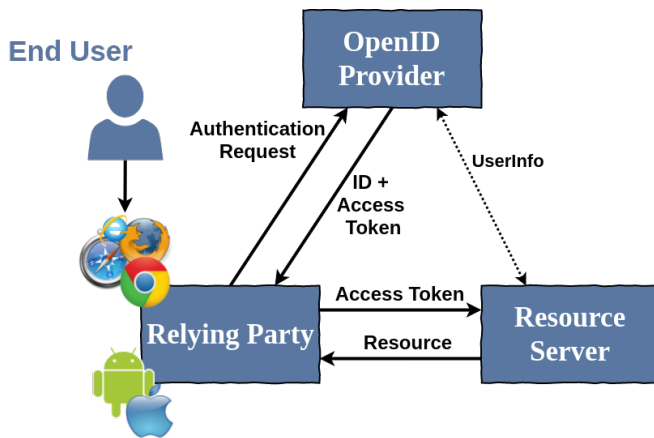 End User
OpenID
Provider
Authentication
Request
UserInfo
ID +
Access
Token
Access Token
Relying Party
Resource
Resource
Server